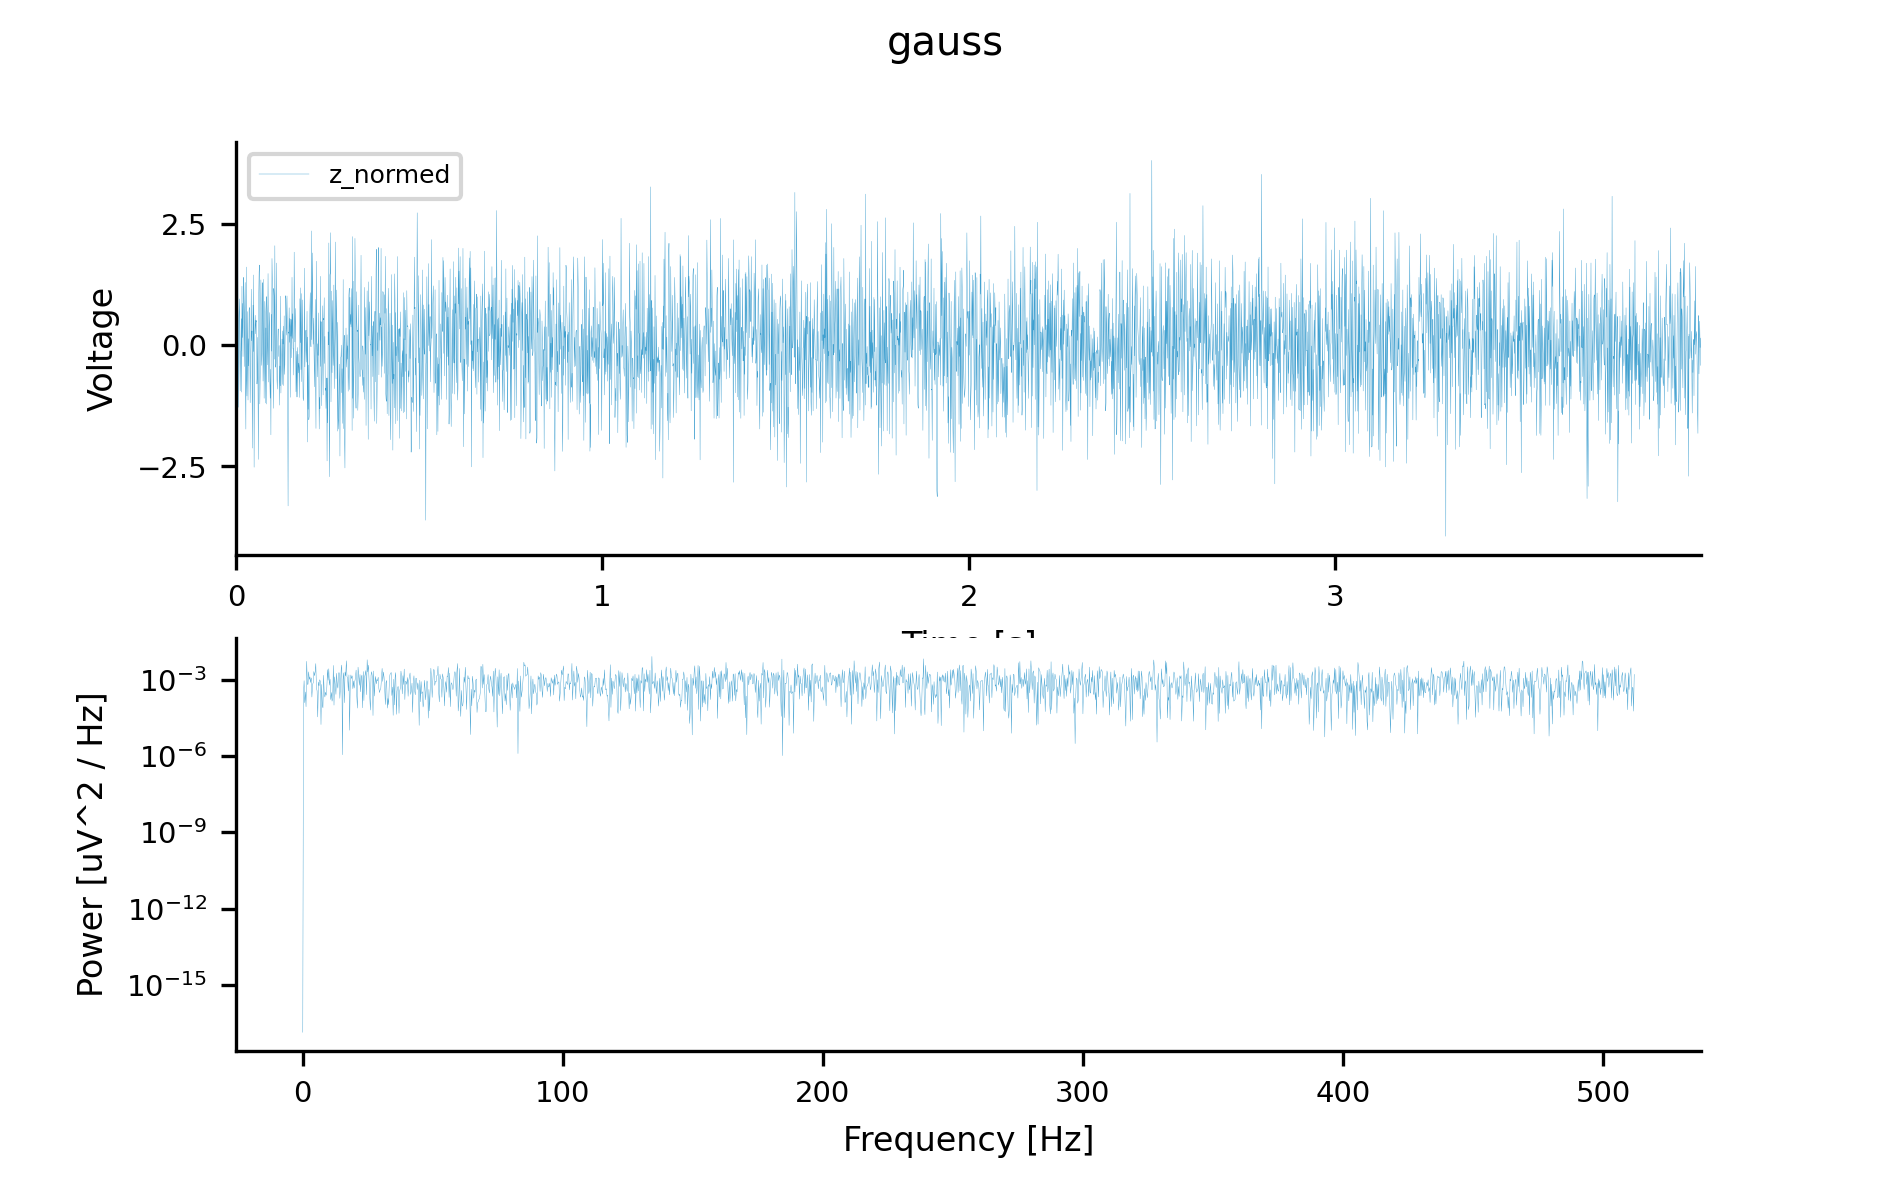 gauss
z_normed
Voltage
2.5
0.0
−2.5
0 1 2 3
Time [s]
Power [uV^2 / Hz]
10⁻³
10⁻⁶
10⁻⁹
10⁻¹²
10⁻¹⁵
0 100 200 300 400 500
Frequency [Hz]